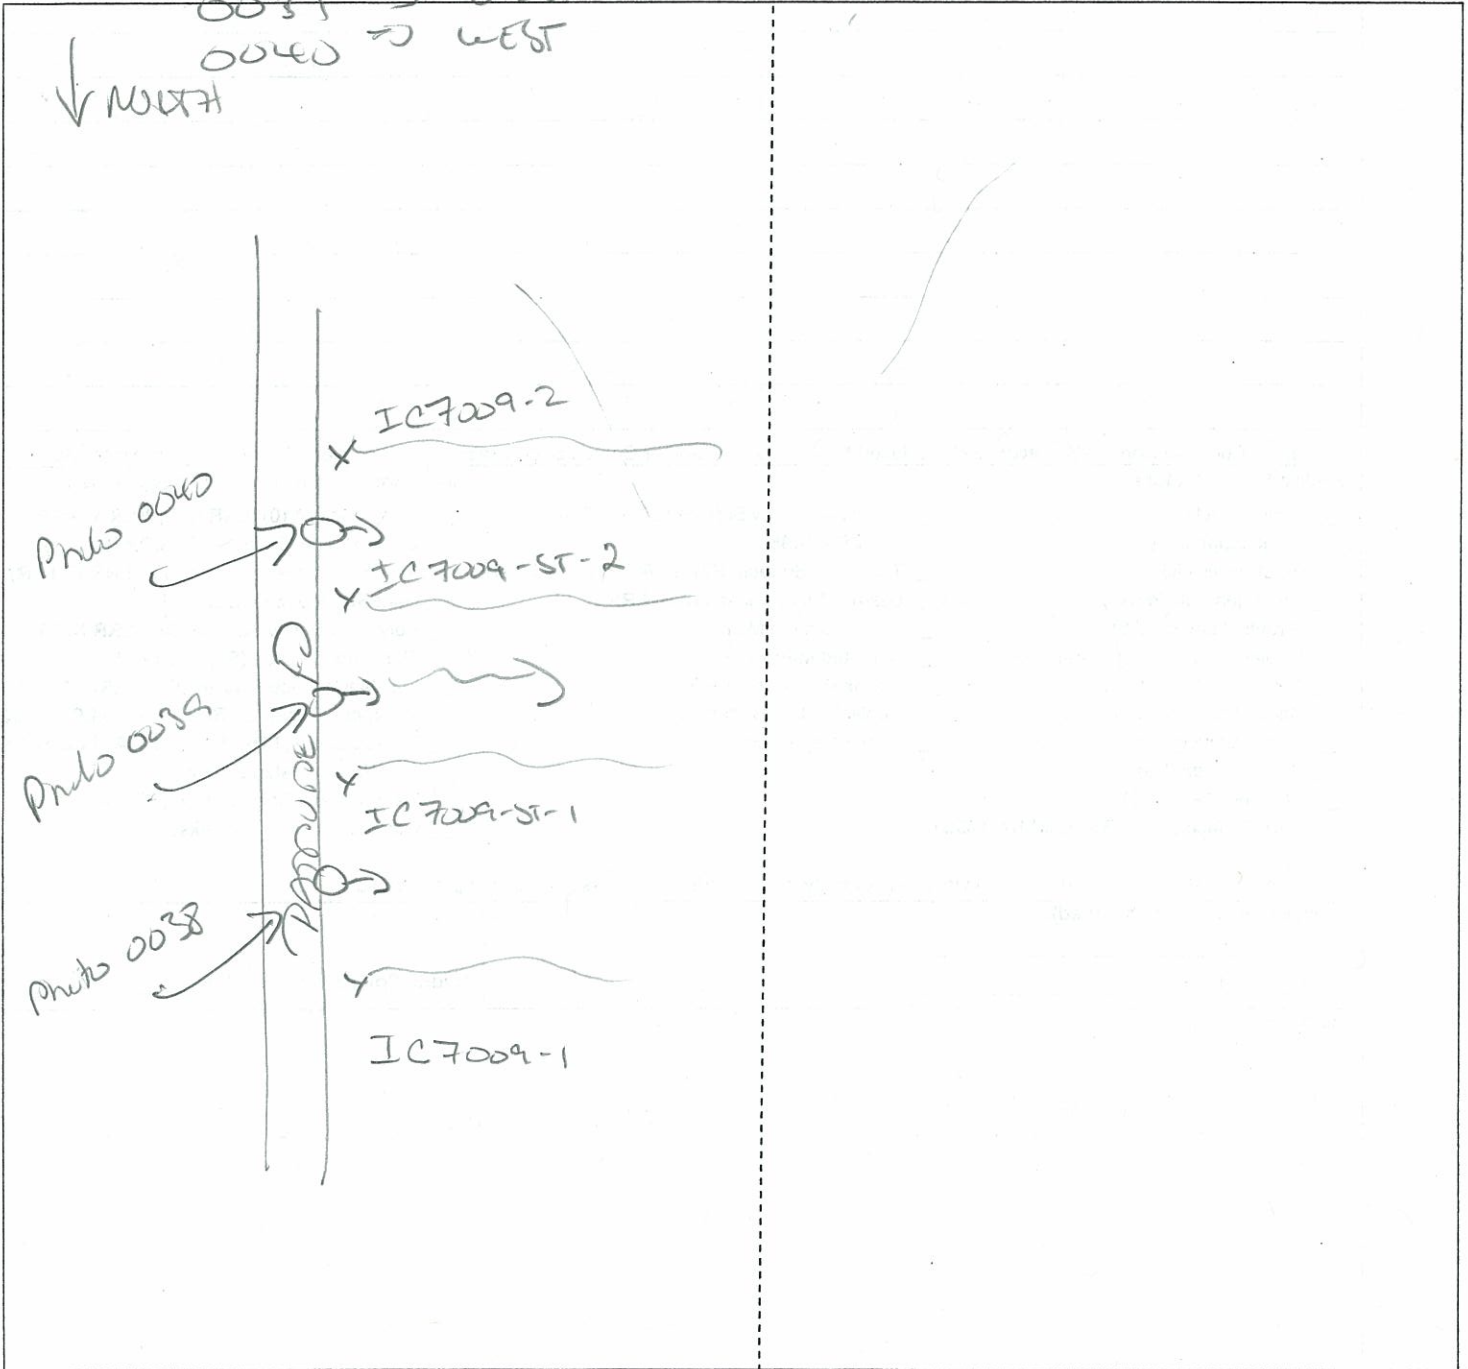 0039 →
0040 → WEST
↓ NORTH
IC7009-2
Photo 0040
IC7009-ST-2
Photo 0039
IC7009-ST-1
Photo 0038
IC7009-1